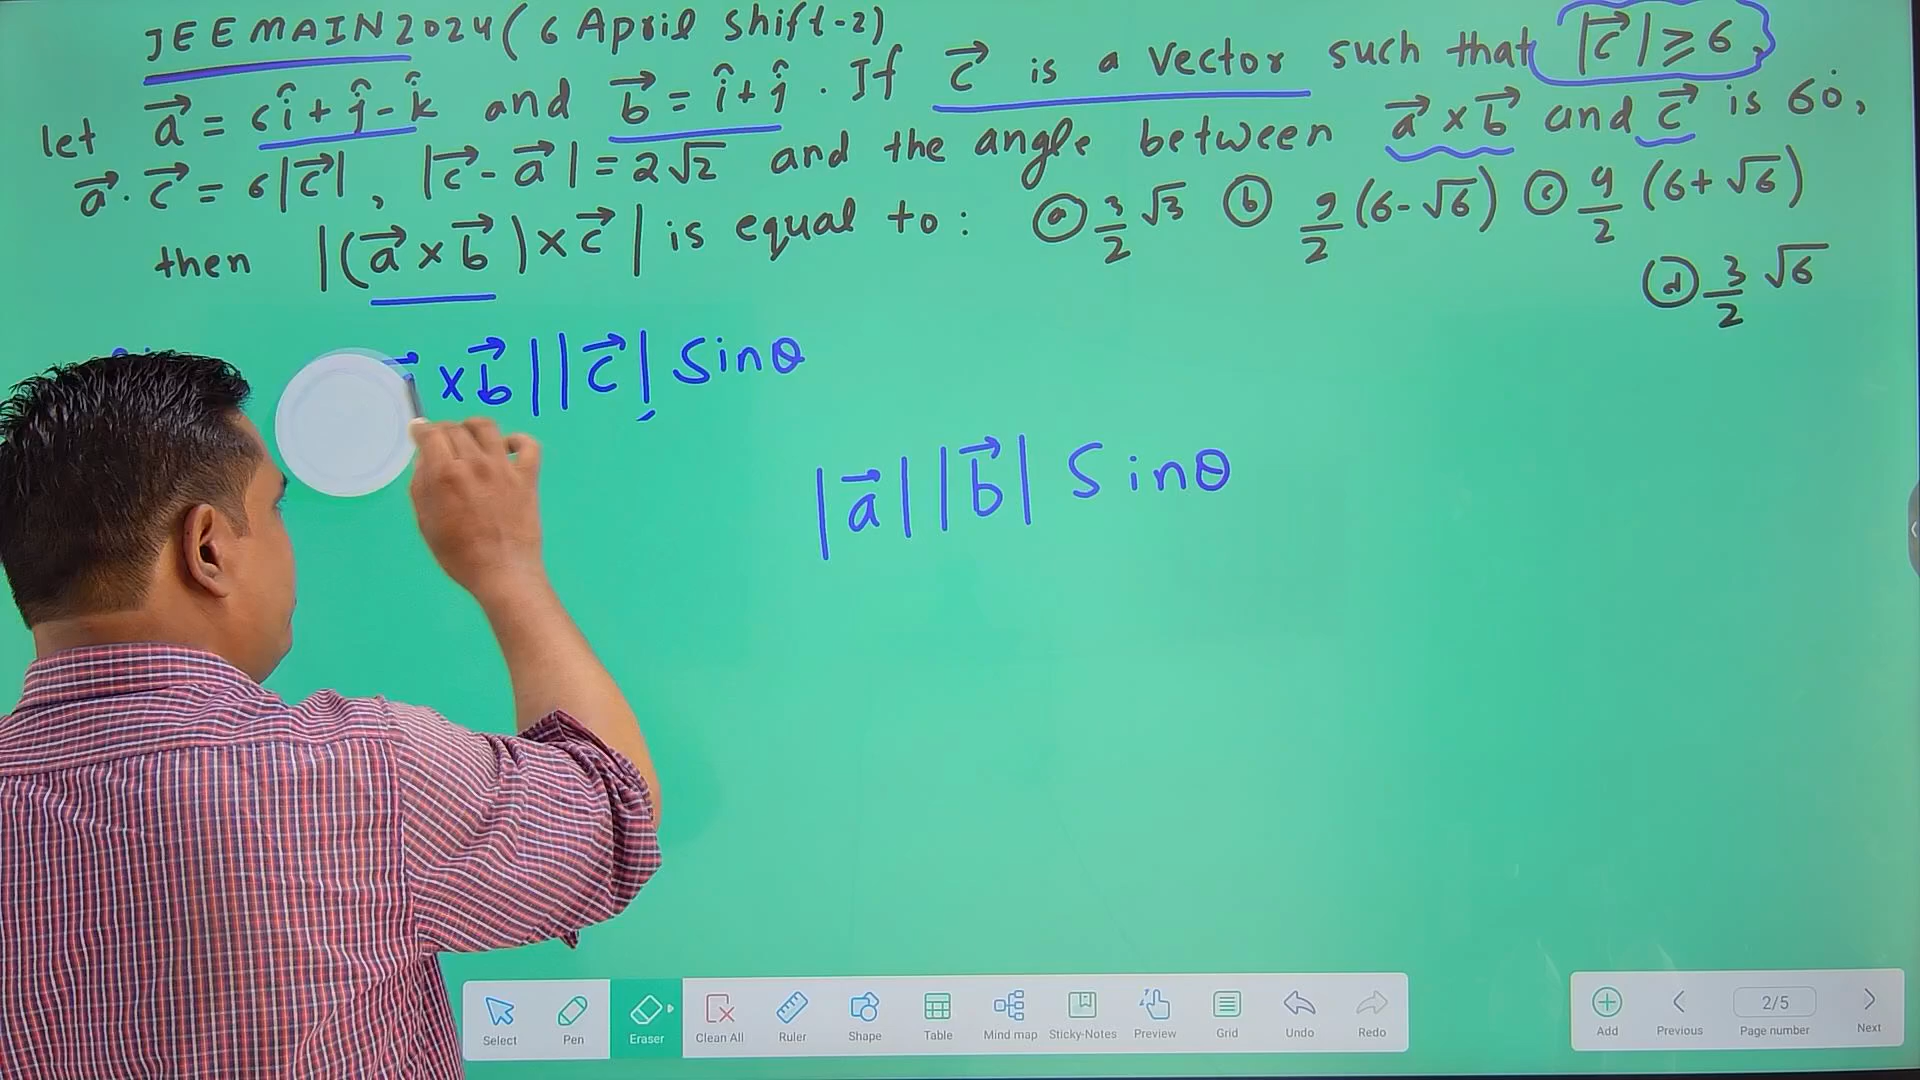 JEE MAIN 2024 ( 6 April Shift-2)
let a⃗ = 6î + ĵ - k̂ and b⃗ = î + ĵ . If c⃗ is a Vector such that |c⃗| ≥ 6,
a⃗ · c⃗ = 6|c⃗| , |c⃗ - a⃗| = 2√2 and the angle between a⃗ × b⃗ and c⃗ is 60°,
then |(a⃗ × b⃗) × c⃗| is equal to : (a) 3/2 √3 (b) 9/2 (6-√6) (c) 9/2 (6+√6)
(d) 3/2 √6
× b⃗ | | c⃗ | Sinθ
|a⃗| |b⃗| Sinθ
Select Pen Eraser Clean All Ruler Shape Table Mind map Sticky-Notes Preview Grid Undo Redo
Add Previous 2/5 Page number Next